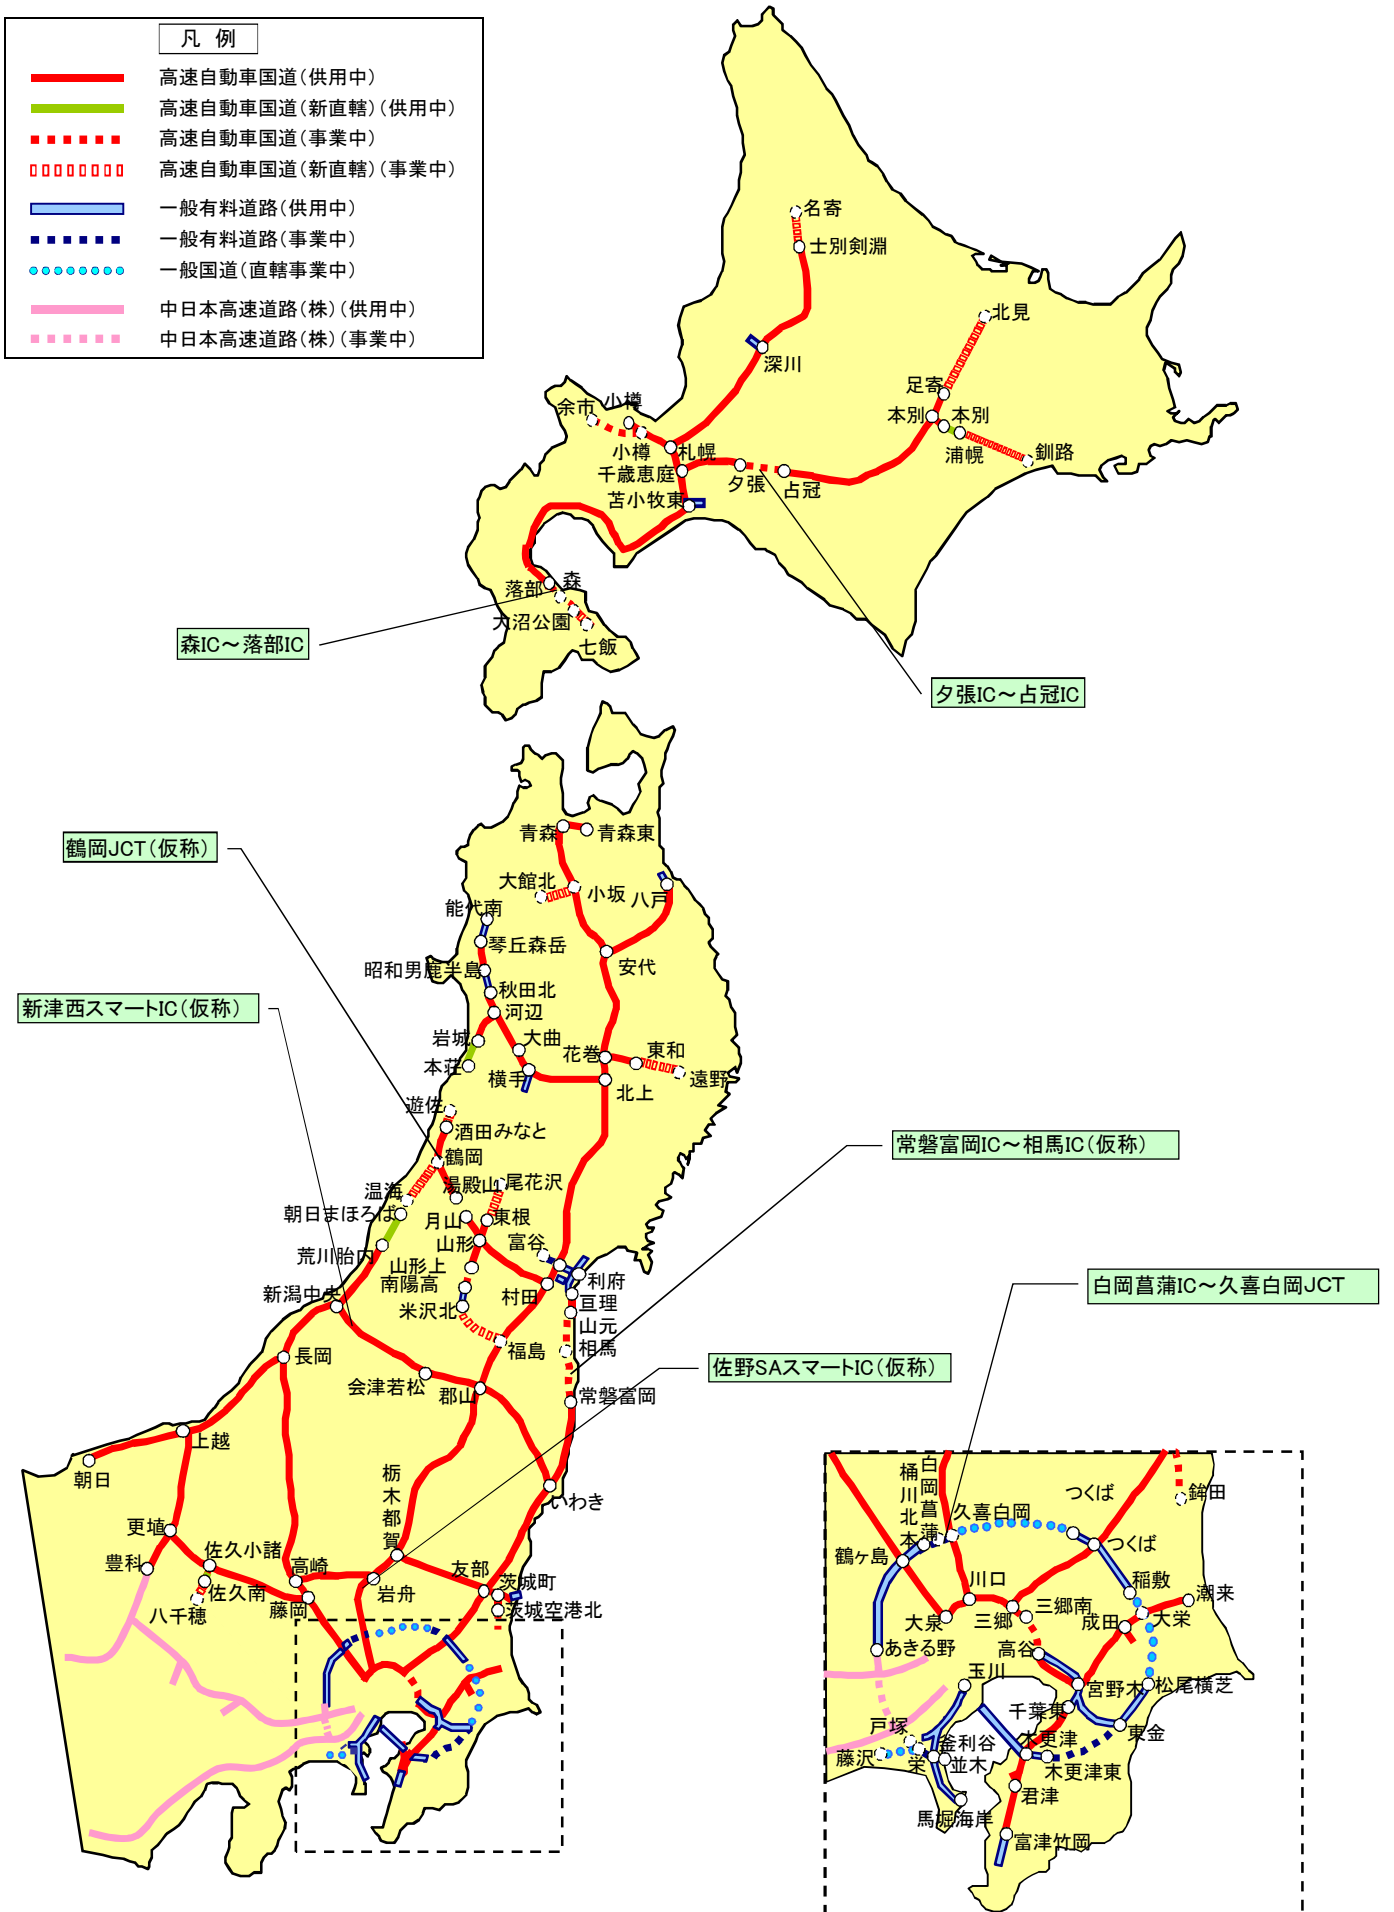 凡 例
高速自動車国道(供用中)
高速自動車国道(新直轄)(供用中)
高速自動車国道(事業中)
高速自動車国道(新直轄)(事業中)
一般有料道路(供用中)
一般有料道路(事業中)
一般国道(直轄事業中)
中日本高速道路(株)(供用中)
中日本高速道路(株)(事業中)
名寄
士別剣淵
北見
深川
足寄
余市
小樽
本別
本別
小樽
札幌
浦幌
釧路
千歳恵庭
夕張
占冠
苫小牧東
森
落部
大沼公園
七飯
森IC～落部IC
夕張IC～占冠IC
青森
青森東
鶴岡JCT(仮称)
大館北
小坂
八戸
能代南
琴丘森岳
安代
昭和男鹿半島
秋田北
新津西スマートIC(仮称)
河辺
岩城
大曲
花巻
東和
本荘
横手
遠野
北上
遊佐
酒田みなと
常磐富岡IC～相馬IC(仮称)
鶴岡
温海
湯殿山
尾花沢
朝日まほろば
月山
東根
富谷
山形
荒川胎内
山形上
南陽高
利府
白岡菖蒲IC～久喜白岡JCT
新潟中央
米沢北
村田
亘理
山元
相馬
福島
長岡
佐野SAスマートIC(仮称)
会津若松
郡山
常磐富岡
上越
朝日
栃木都賀
いわき
更埴
豊科
佐久小諸
高崎
佐久南
岩舟
友部
茨城町
八千穂
藤岡
茨城空港北
桶川北本
白岡菖蒲
久喜白岡
つくば
鉾田
鶴ヶ島
つくば
川口
稲敷
潮来
大泉
三郷
三郷南
成田
大栄
あきる野
高谷
玉川
宮野木
松尾横芝
千葉東
戸塚
東金
釜利谷
木更津
藤沢
栄
並木
木更津東
君津
馬堀海岸
富津竹岡